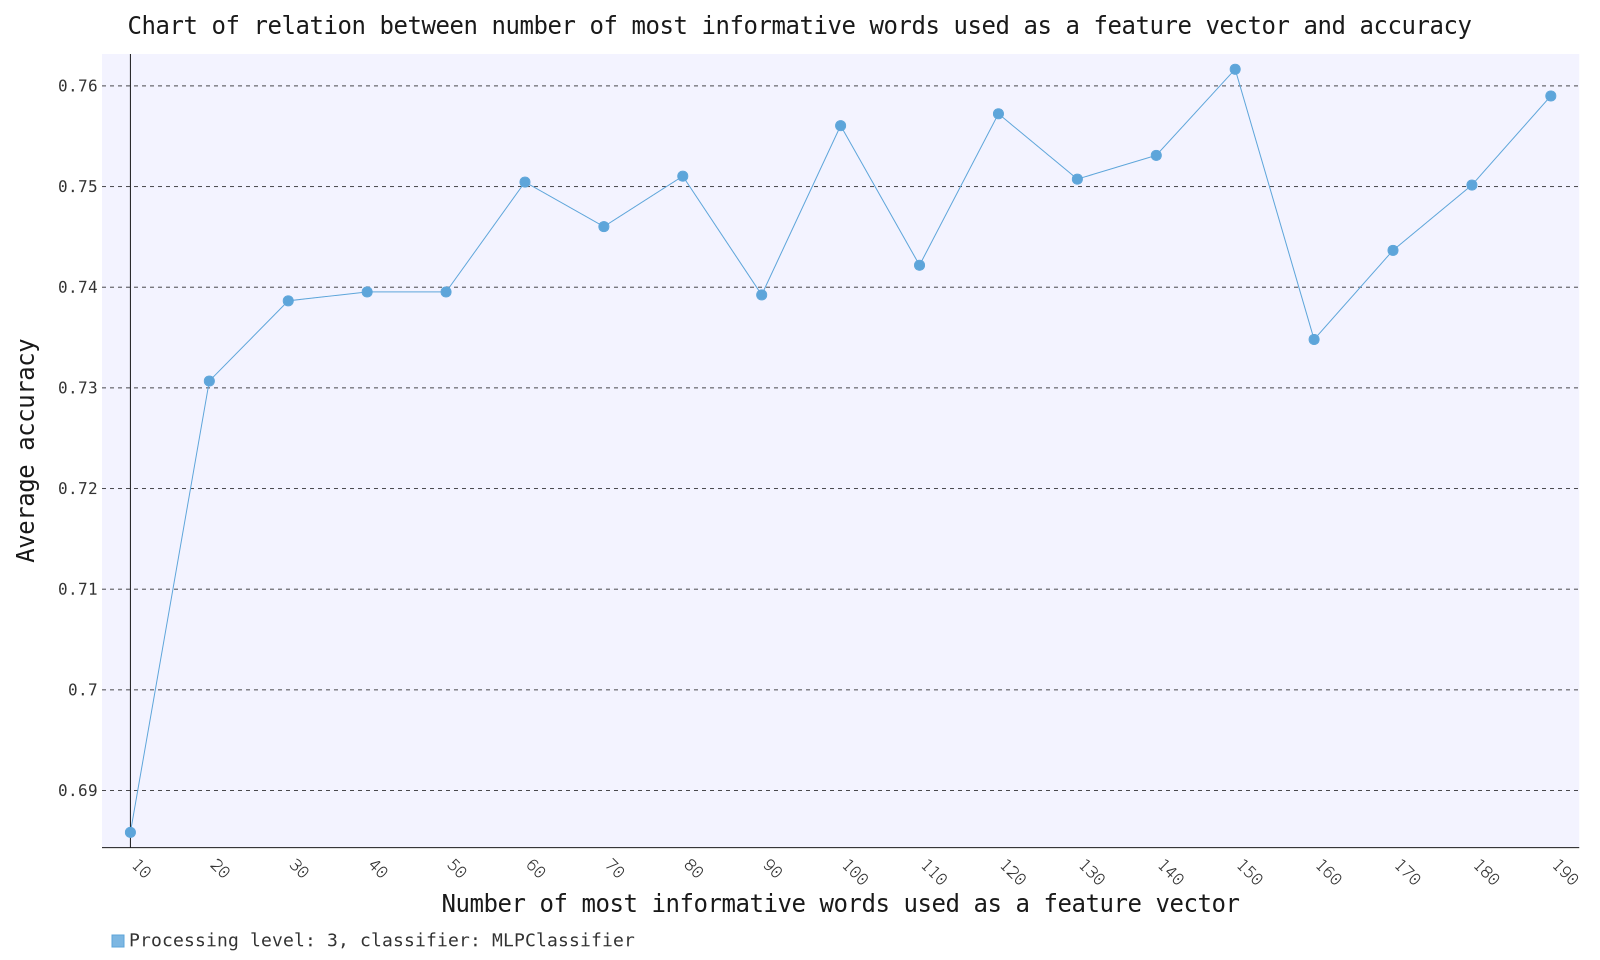 Chart of relation between number of most informative words used as a feature vector and accuracy
Average accuracy
0.76
0.75
0.74
0.73
0.72
0.71
0.7
0.69
10 20 30 40 50 60 70 80 90 100 110 120 130 140 150 160 170 180 190
Number of most informative words used as a feature vector
Processing level: 3, classifier: MLPClassifier